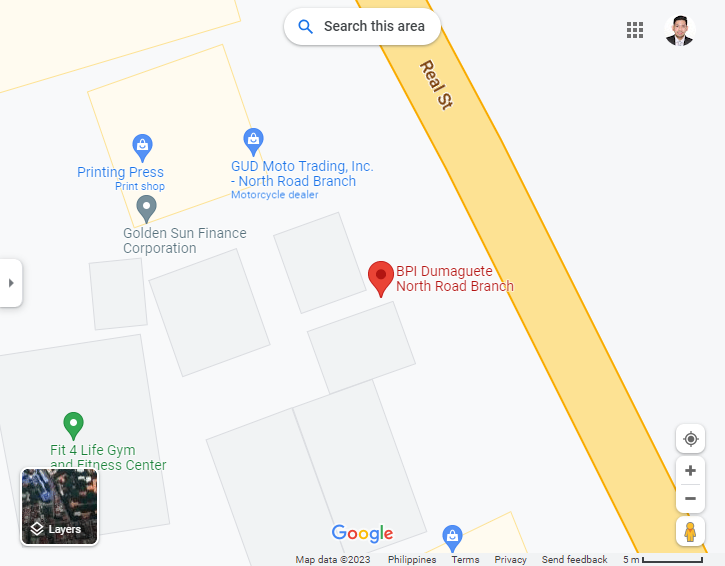 Search this area
Real St
Printing Press
Print shop
GUD Moto Trading, Inc.
- North Road Branch
Motorcycle dealer
Golden Sun Finance
Corporation
BPI Dumaguete
North Road Branch
Fit 4 Life Gym
and Fitness Center
Layers
Google
Map data ©2023
Philippines
Terms
Privacy
Send feedback
5 m